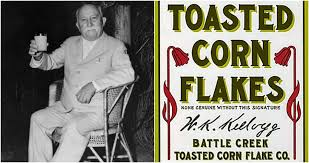 TOASTED
CORN
FLAKES
NONE GENUINE WITHOUT THIS SIGNATURE
W.K. Kellogg
BATTLE CREEK
TOASTED CORN FLAKE CO.